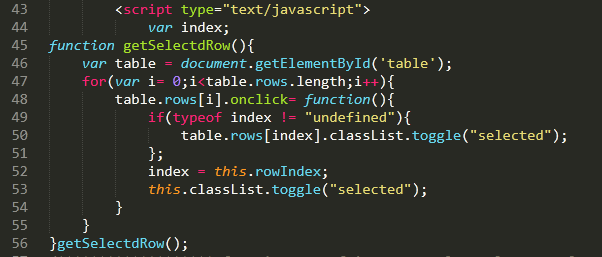 43 <script type="text/javascript">
44 var index;
45 function getSelectdRow(){
46 var table = document.getElementById('table');
47 for(var i= 0;i<table.rows.length;i++){
48 table.rows[i].onclick= function(){
49 if(typeof index != "undefined"){
50 table.rows[index].classList.toggle("selected");
51 };
52 index = this.rowIndex;
53 this.classList.toggle("selected");
54 }
55 }
56 }getSelectdRow();